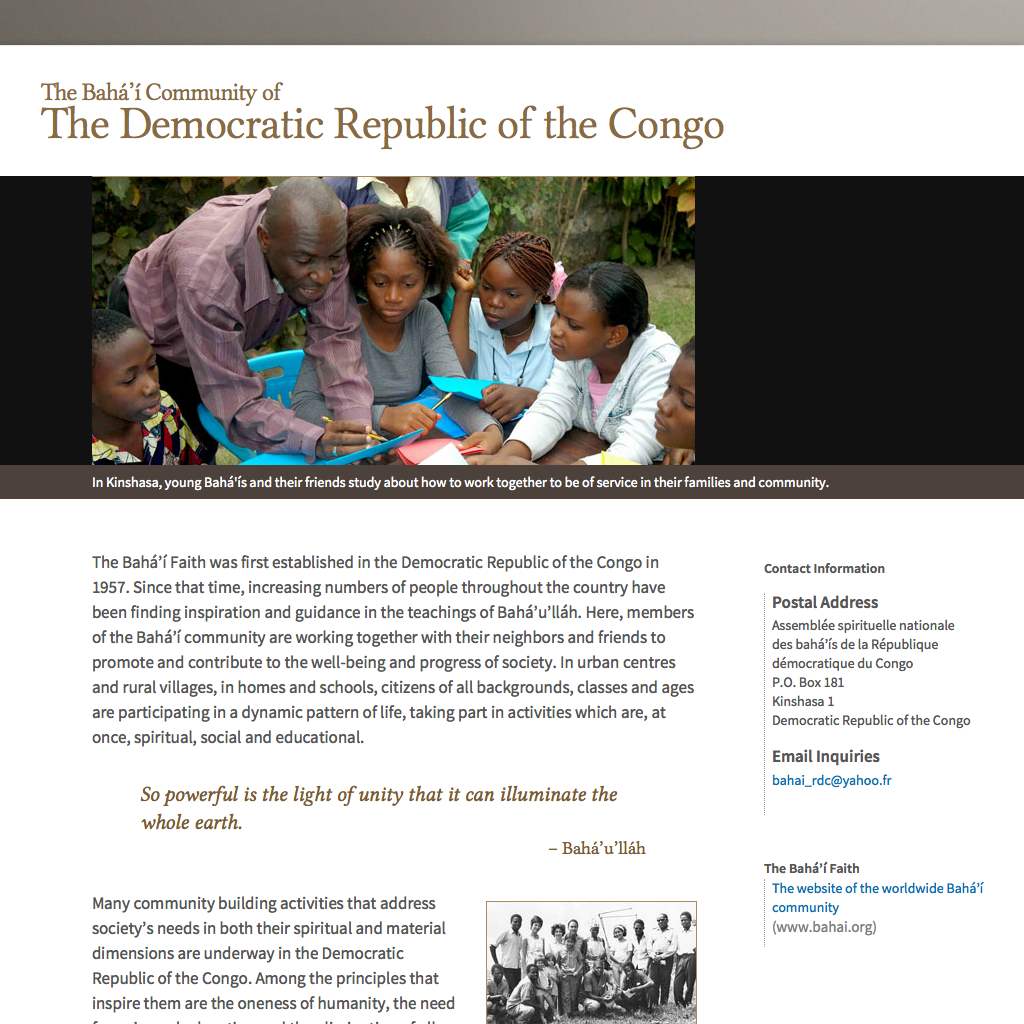 The Bahá’í Community of
The Democratic Republic of the Congo
In Kinshasa, young Bahá'ís and their friends study about how to work together to be of service in their families and community.
The Bahá’í Faith was first established in the Democratic Republic of the Congo in
1957. Since that time, increasing numbers of people throughout the country have
been finding inspiration and guidance in the teachings of Bahá’u’lláh. Here, members
of the Bahá’í community are working together with their neighbors and friends to
promote and contribute to the well-being and progress of society. In urban centres
and rural villages, in homes and schools, citizens of all backgrounds, classes and ages
are participating in a dynamic pattern of life, taking part in activities which are, at
once, spiritual, social and educational.
So powerful is the light of unity that it can illuminate the
whole earth.
– Bahá’u’lláh
Many community building activities that address
society’s needs in both their spiritual and material
dimensions are underway in the Democratic
Republic of the Congo. Among the principles that
inspire them are the oneness of humanity, the need
Contact Information
Postal Address
Assemblée spirituelle nationale
des bahá’ís de la République
démocratique du Congo
P.O. Box 181
Kinshasa 1
Democratic Republic of the Congo
Email Inquiries
bahai_rdc@yahoo.fr
The Bahá’í Faith
The website of the worldwide Bahá’í
community
(www.bahai.org)